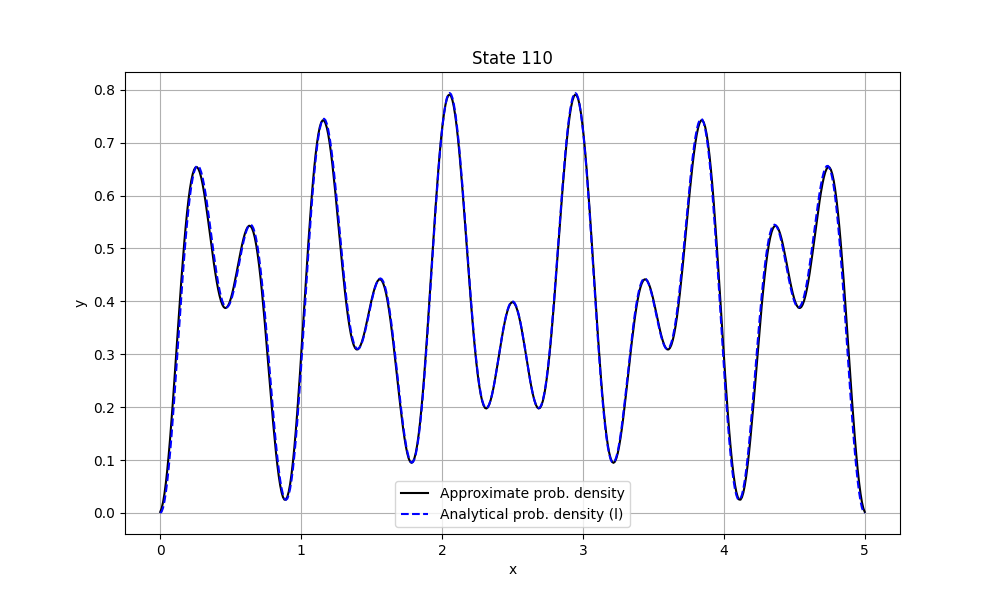 State 110
y
0.8
0.7
0.6
0.5
0.4
0.3
0.2
0.1
0.0
Approximate prob. density
Analytical prob. density (l)
0 1 2 3 4 5
x